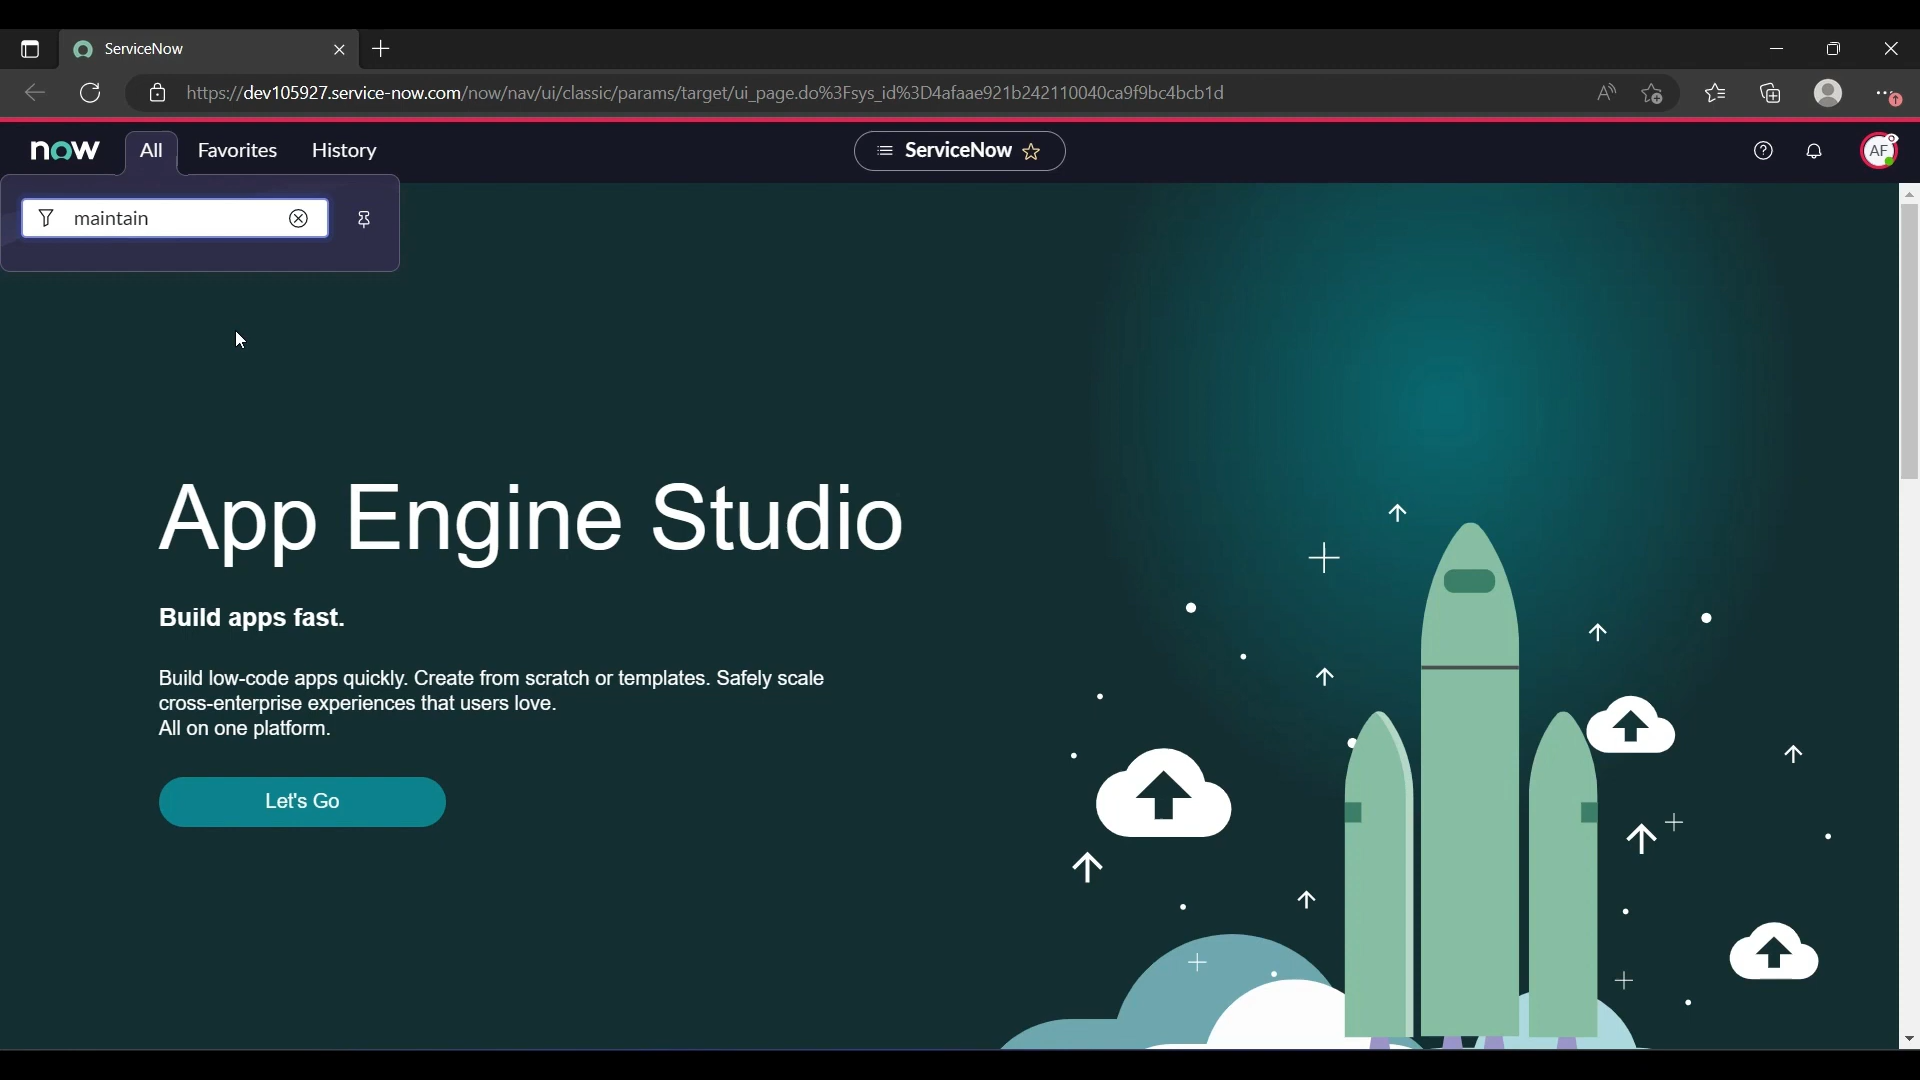 ServiceNow
https://dev105927.service-now.com/now/nav/ui/classic/params/target/ui_page.do%3Fsys_id%3D4afaae921b242110040ca9f9bc4bcb1d
now All Favorites History ServiceNow AF
maintain
App Engine Studio
Build apps fast.
Build low-code apps quickly. Create from scratch or templates. Safely scale
cross-enterprise experiences that users love.
All on one platform.
Let's Go